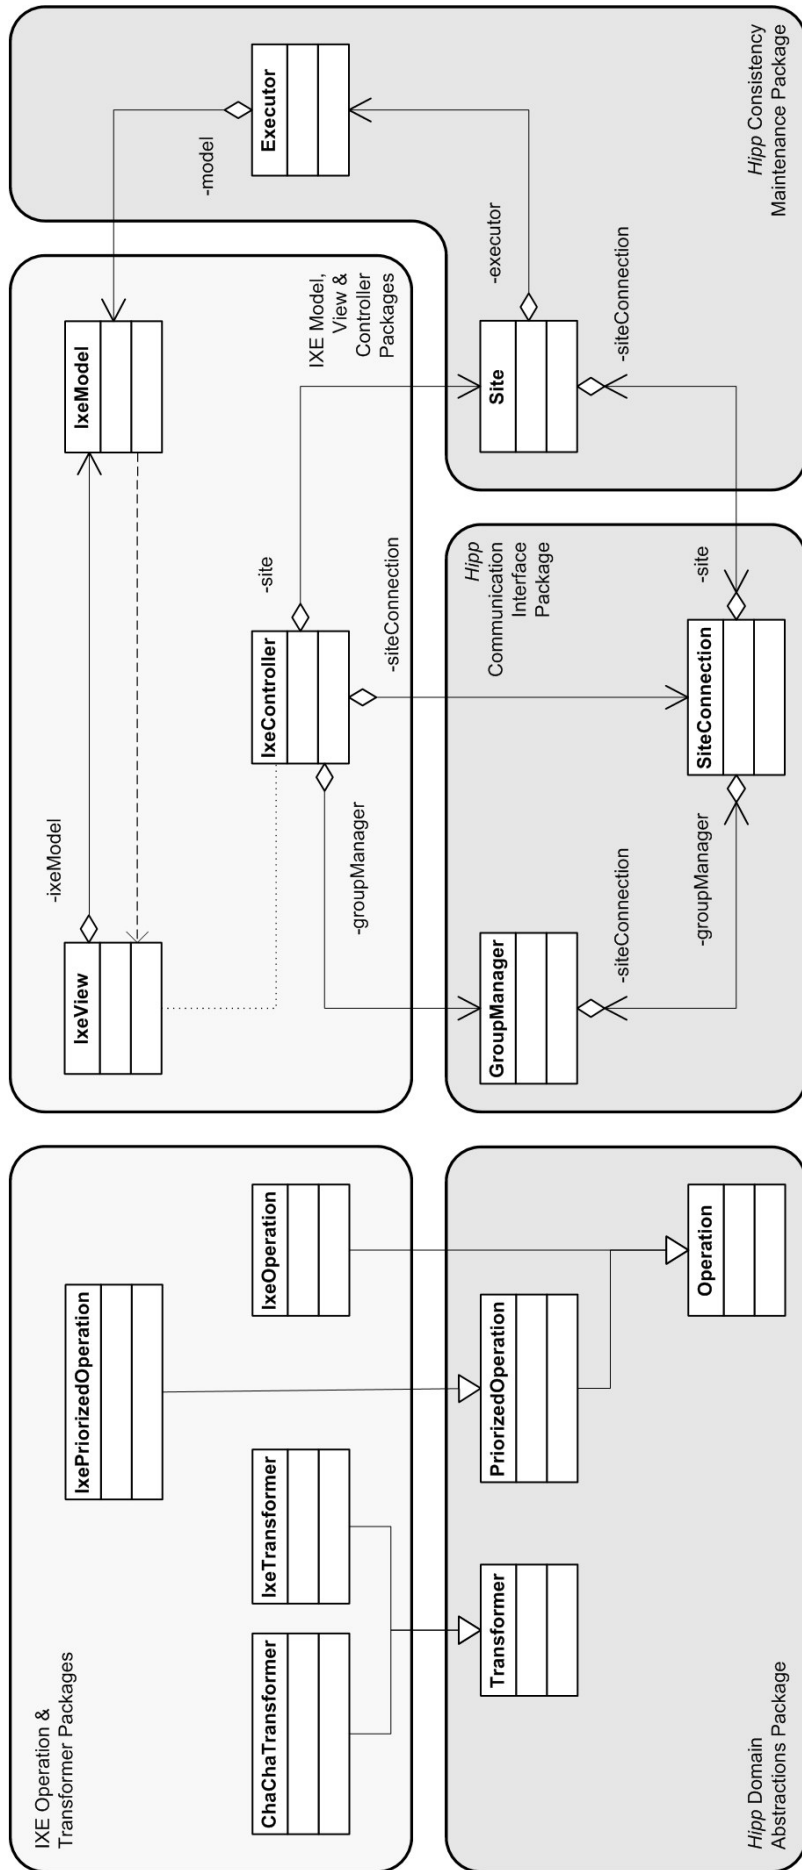 IXE Operation &
Transformer Packages
IxePriorizedOperation
ChaChaTransformer
IxeTransformer
IxeOperation
Transformer
PriorizedOperation
Operation
Hipp Domain
Abstractions Package
IxeView
-ixeModel
IxeModel
IxeController
-groupManager
-siteConnection
-site
IXE Model,
View &
Controller
Packages
GroupManager
-siteConnection
-groupManager
SiteConnection
-site
Hipp
Communication
Interface
Package
-model
Executor
-executor
Site
-siteConnection
Hipp Consistency
Maintenance Package